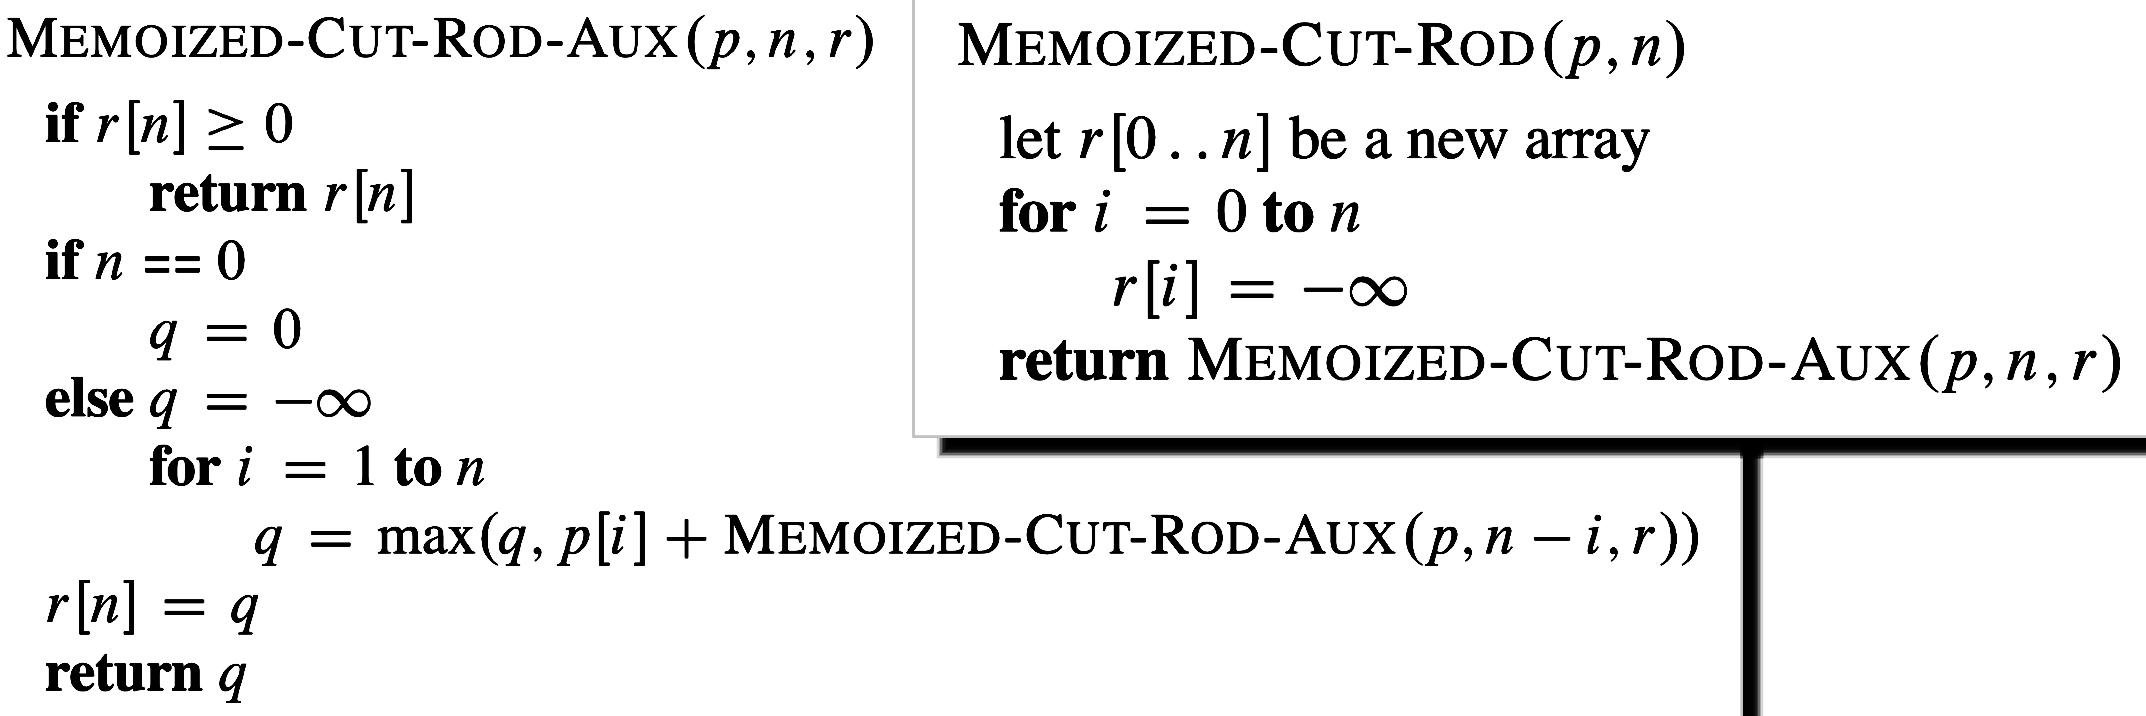 MEMOIZED-CUT-ROD-AUX(p, n, r)
if r[n] ≥ 0
return r[n]
if n == 0
q = 0
else q = −∞
for i = 1 to n
q = max(q, p[i] + MEMOIZED-CUT-ROD-AUX(p, n − i, r))
r[n] = q
return q
MEMOIZED-CUT-ROD(p, n)
let r[0..n] be a new array
for i = 0 to n
r[i] = −∞
return MEMOIZED-CUT-ROD-AUX(p, n, r)